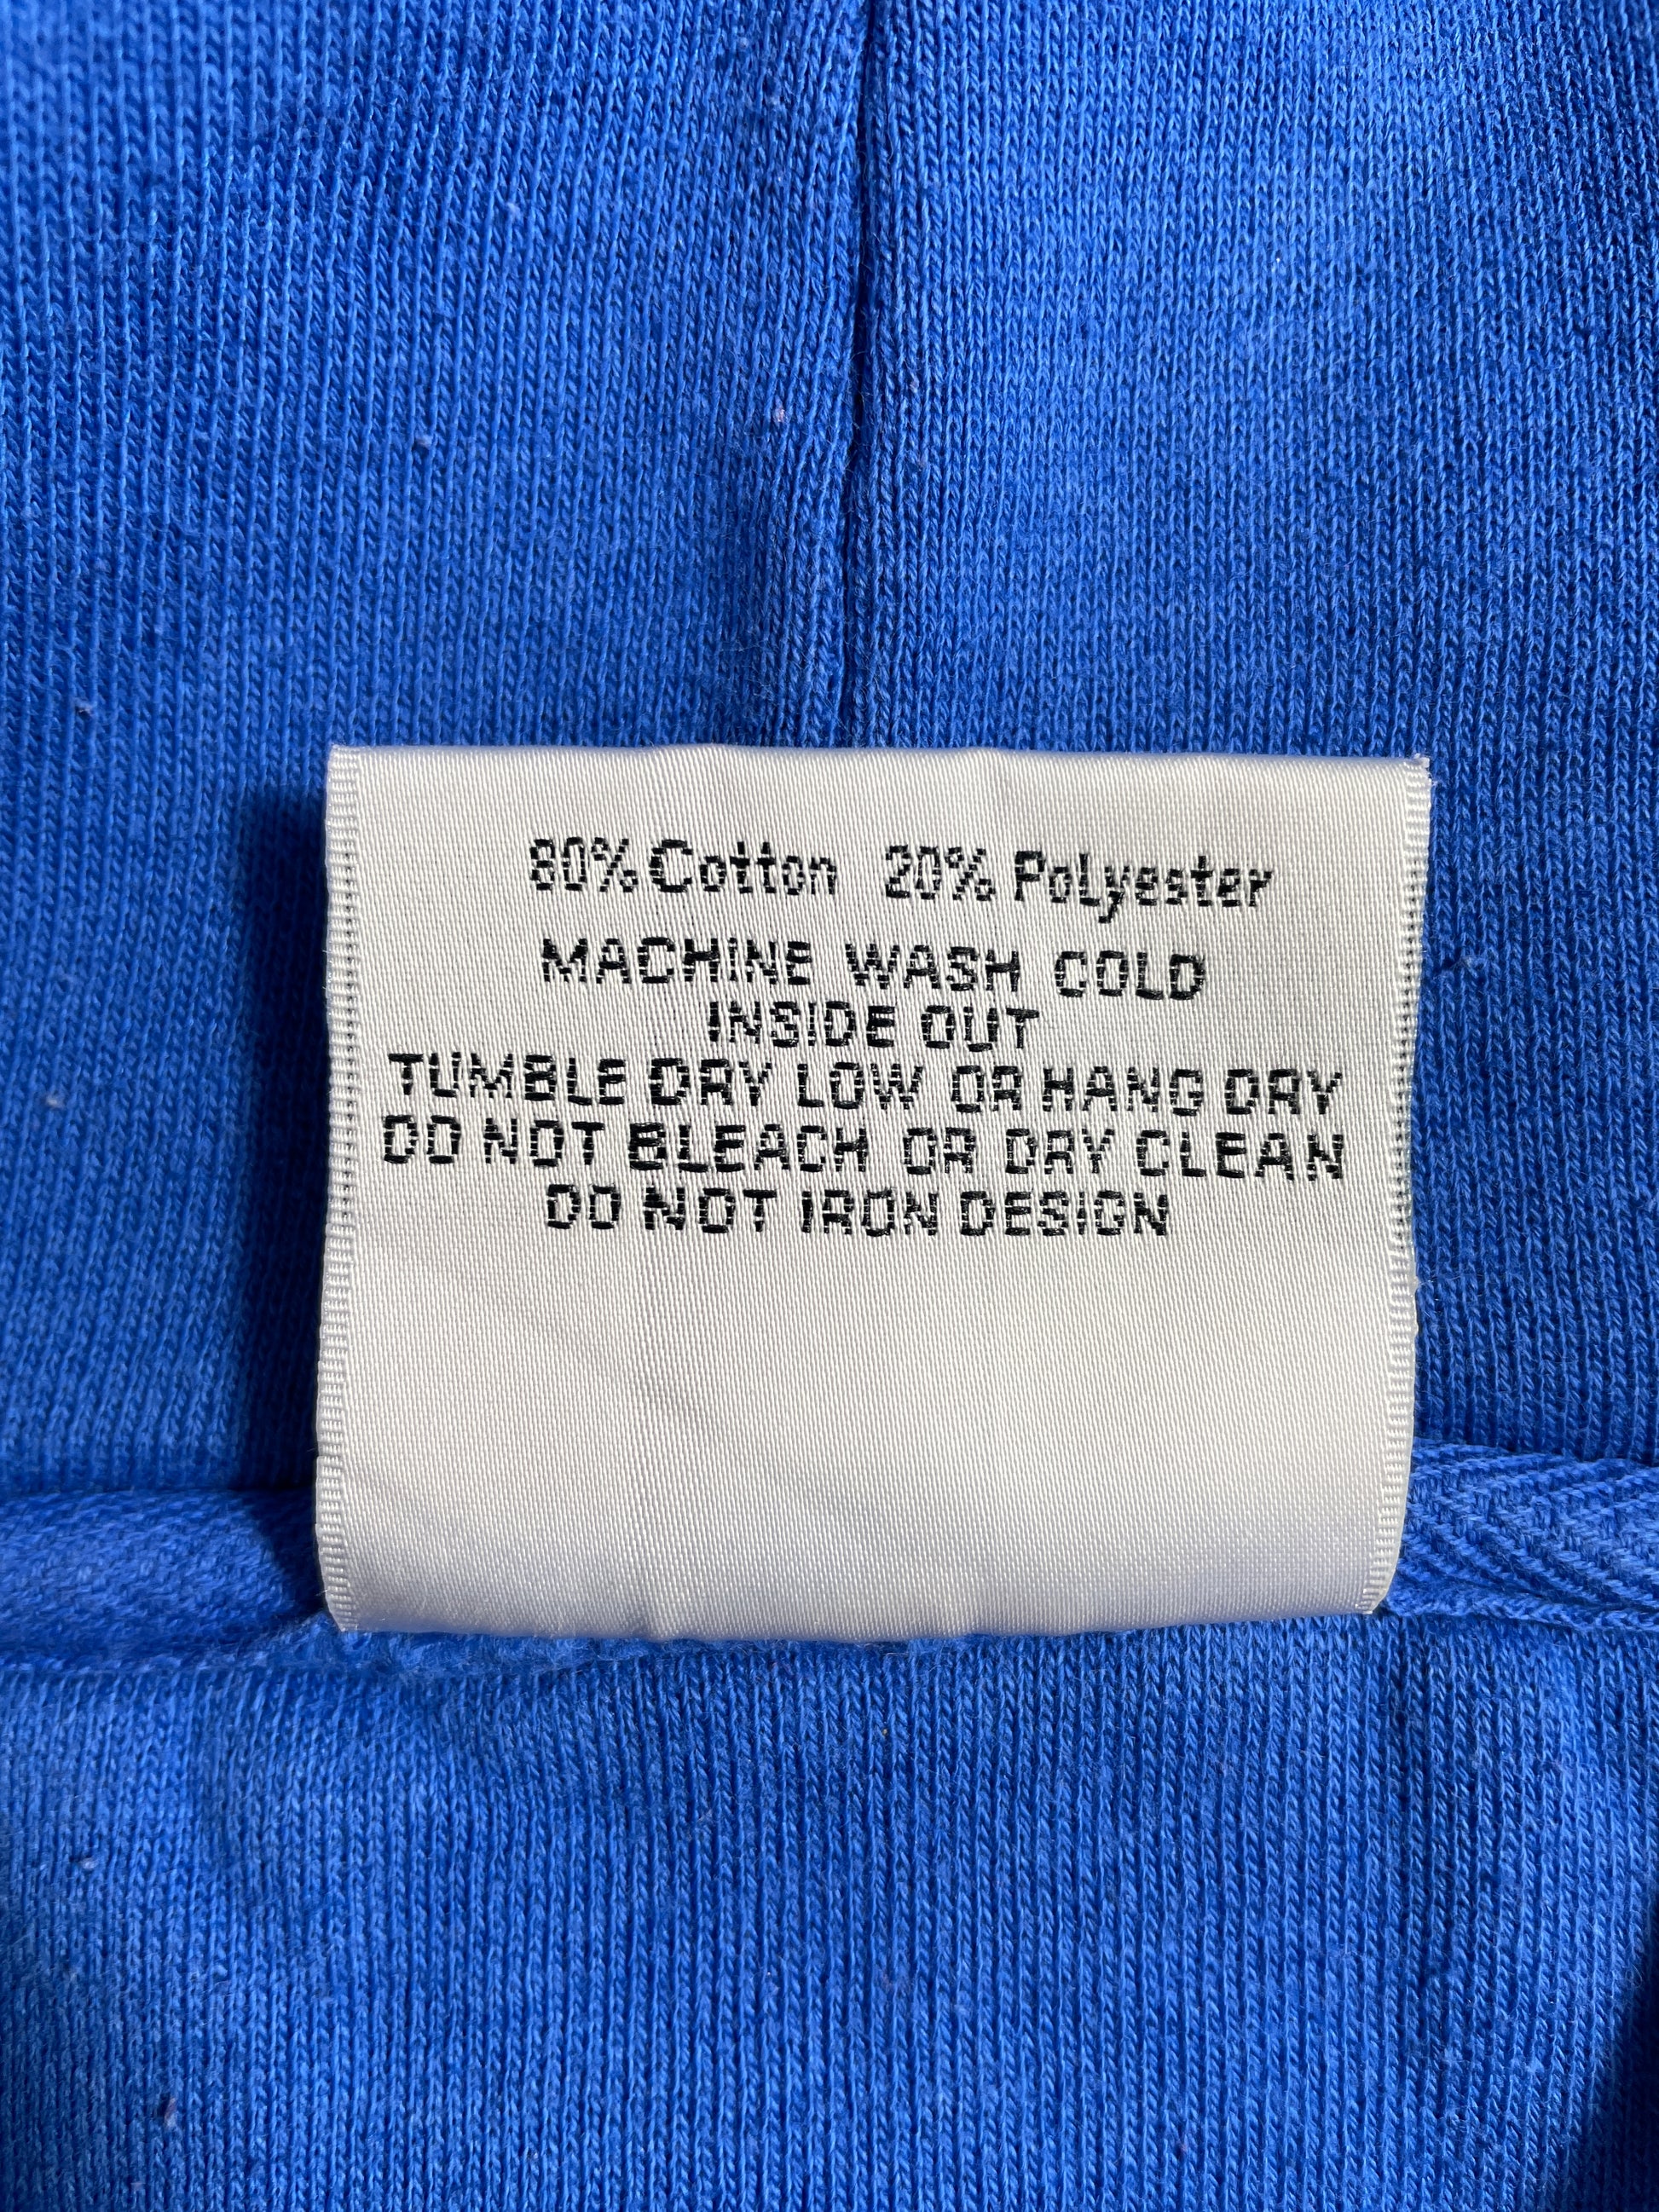 80% Cotton 20% Polyester
MACHINE WASH COLD
INSIDE OUT
TUMBLE DRY LOW OR HANG DRY
DO NOT BLEACH OR DRY CLEAN
DO NOT IRON DESIGN